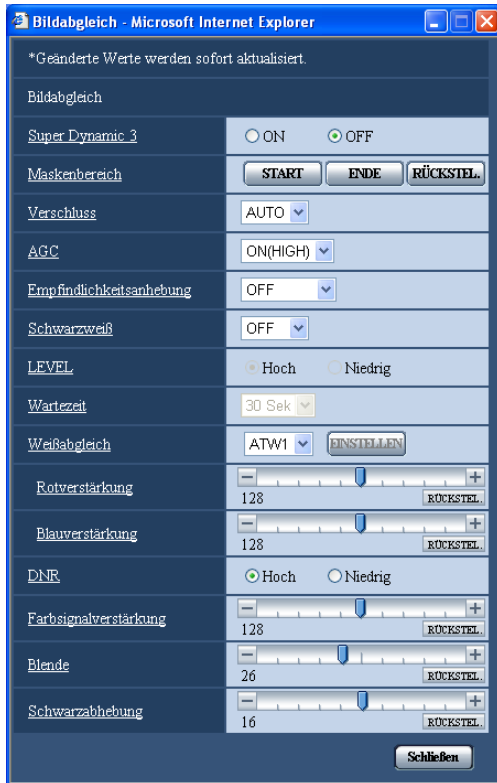 Bildabgleich - Microsoft Internet Explorer
*Geänderte Werte werden sofort aktualisiert.
Bildabgleich
Super Dynamic 3 ON OFF
Maskenbereich START ENDE RÜCKSTEL.
Verschluss AUTO
AGC ON(HIGH)
Empfindlichkeitsanhebung OFF
Schwarzweiß OFF
LEVEL Hoch Niedrig
Wartezeit 30 Sek
Weißabgleich ATW1 EINSTELLEN
Rotverstärkung - +
128 RÜCKSTEL.
Blauverstärkung - +
128 RÜCKSTEL.
DNR Hoch Niedrig
Farbsignalverstärkung - +
128 RÜCKSTEL.
Blende - +
26 RÜCKSTEL.
Schwarzabhebung - +
16 RÜCKSTEL.
Schließen